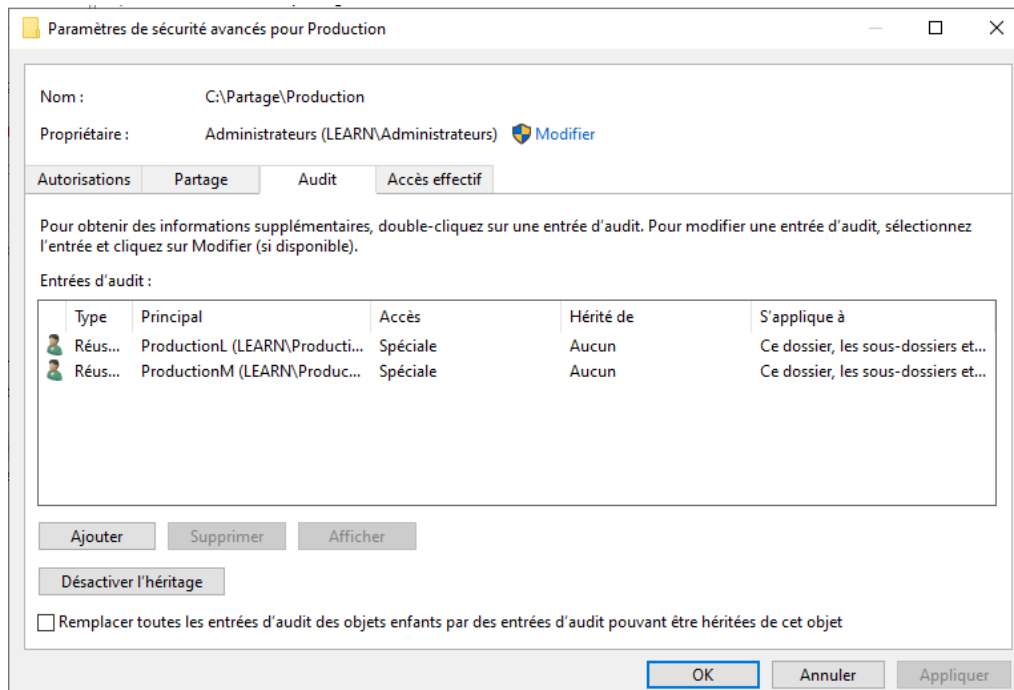 Paramètres de sécurité avancés pour Production
Nom : C:\Partage\Production
Propriétaire : Administrateurs (LEARN\Administrateurs) Modifier
Autorisations Partage Audit Accès effectif
Pour obtenir des informations supplémentaires, double-cliquez sur une entrée d'audit. Pour modifier une entrée d'audit, sélectionnez
l'entrée et cliquez sur Modifier (si disponible).
Entrées d'audit :
Type Principal Accès Hérité de S'applique à
Réus... ProductionL (LEARN\Producti... Spéciale Aucun Ce dossier, les sous-dossiers et...
Réus... ProductionM (LEARN\Produc... Spéciale Aucun Ce dossier, les sous-dossiers et...
Ajouter Supprimer Afficher
Désactiver l'héritage
Remplacer toutes les entrées d'audit des objets enfants par des entrées d'audit pouvant être héritées de cet objet
OK Annuler Appliquer